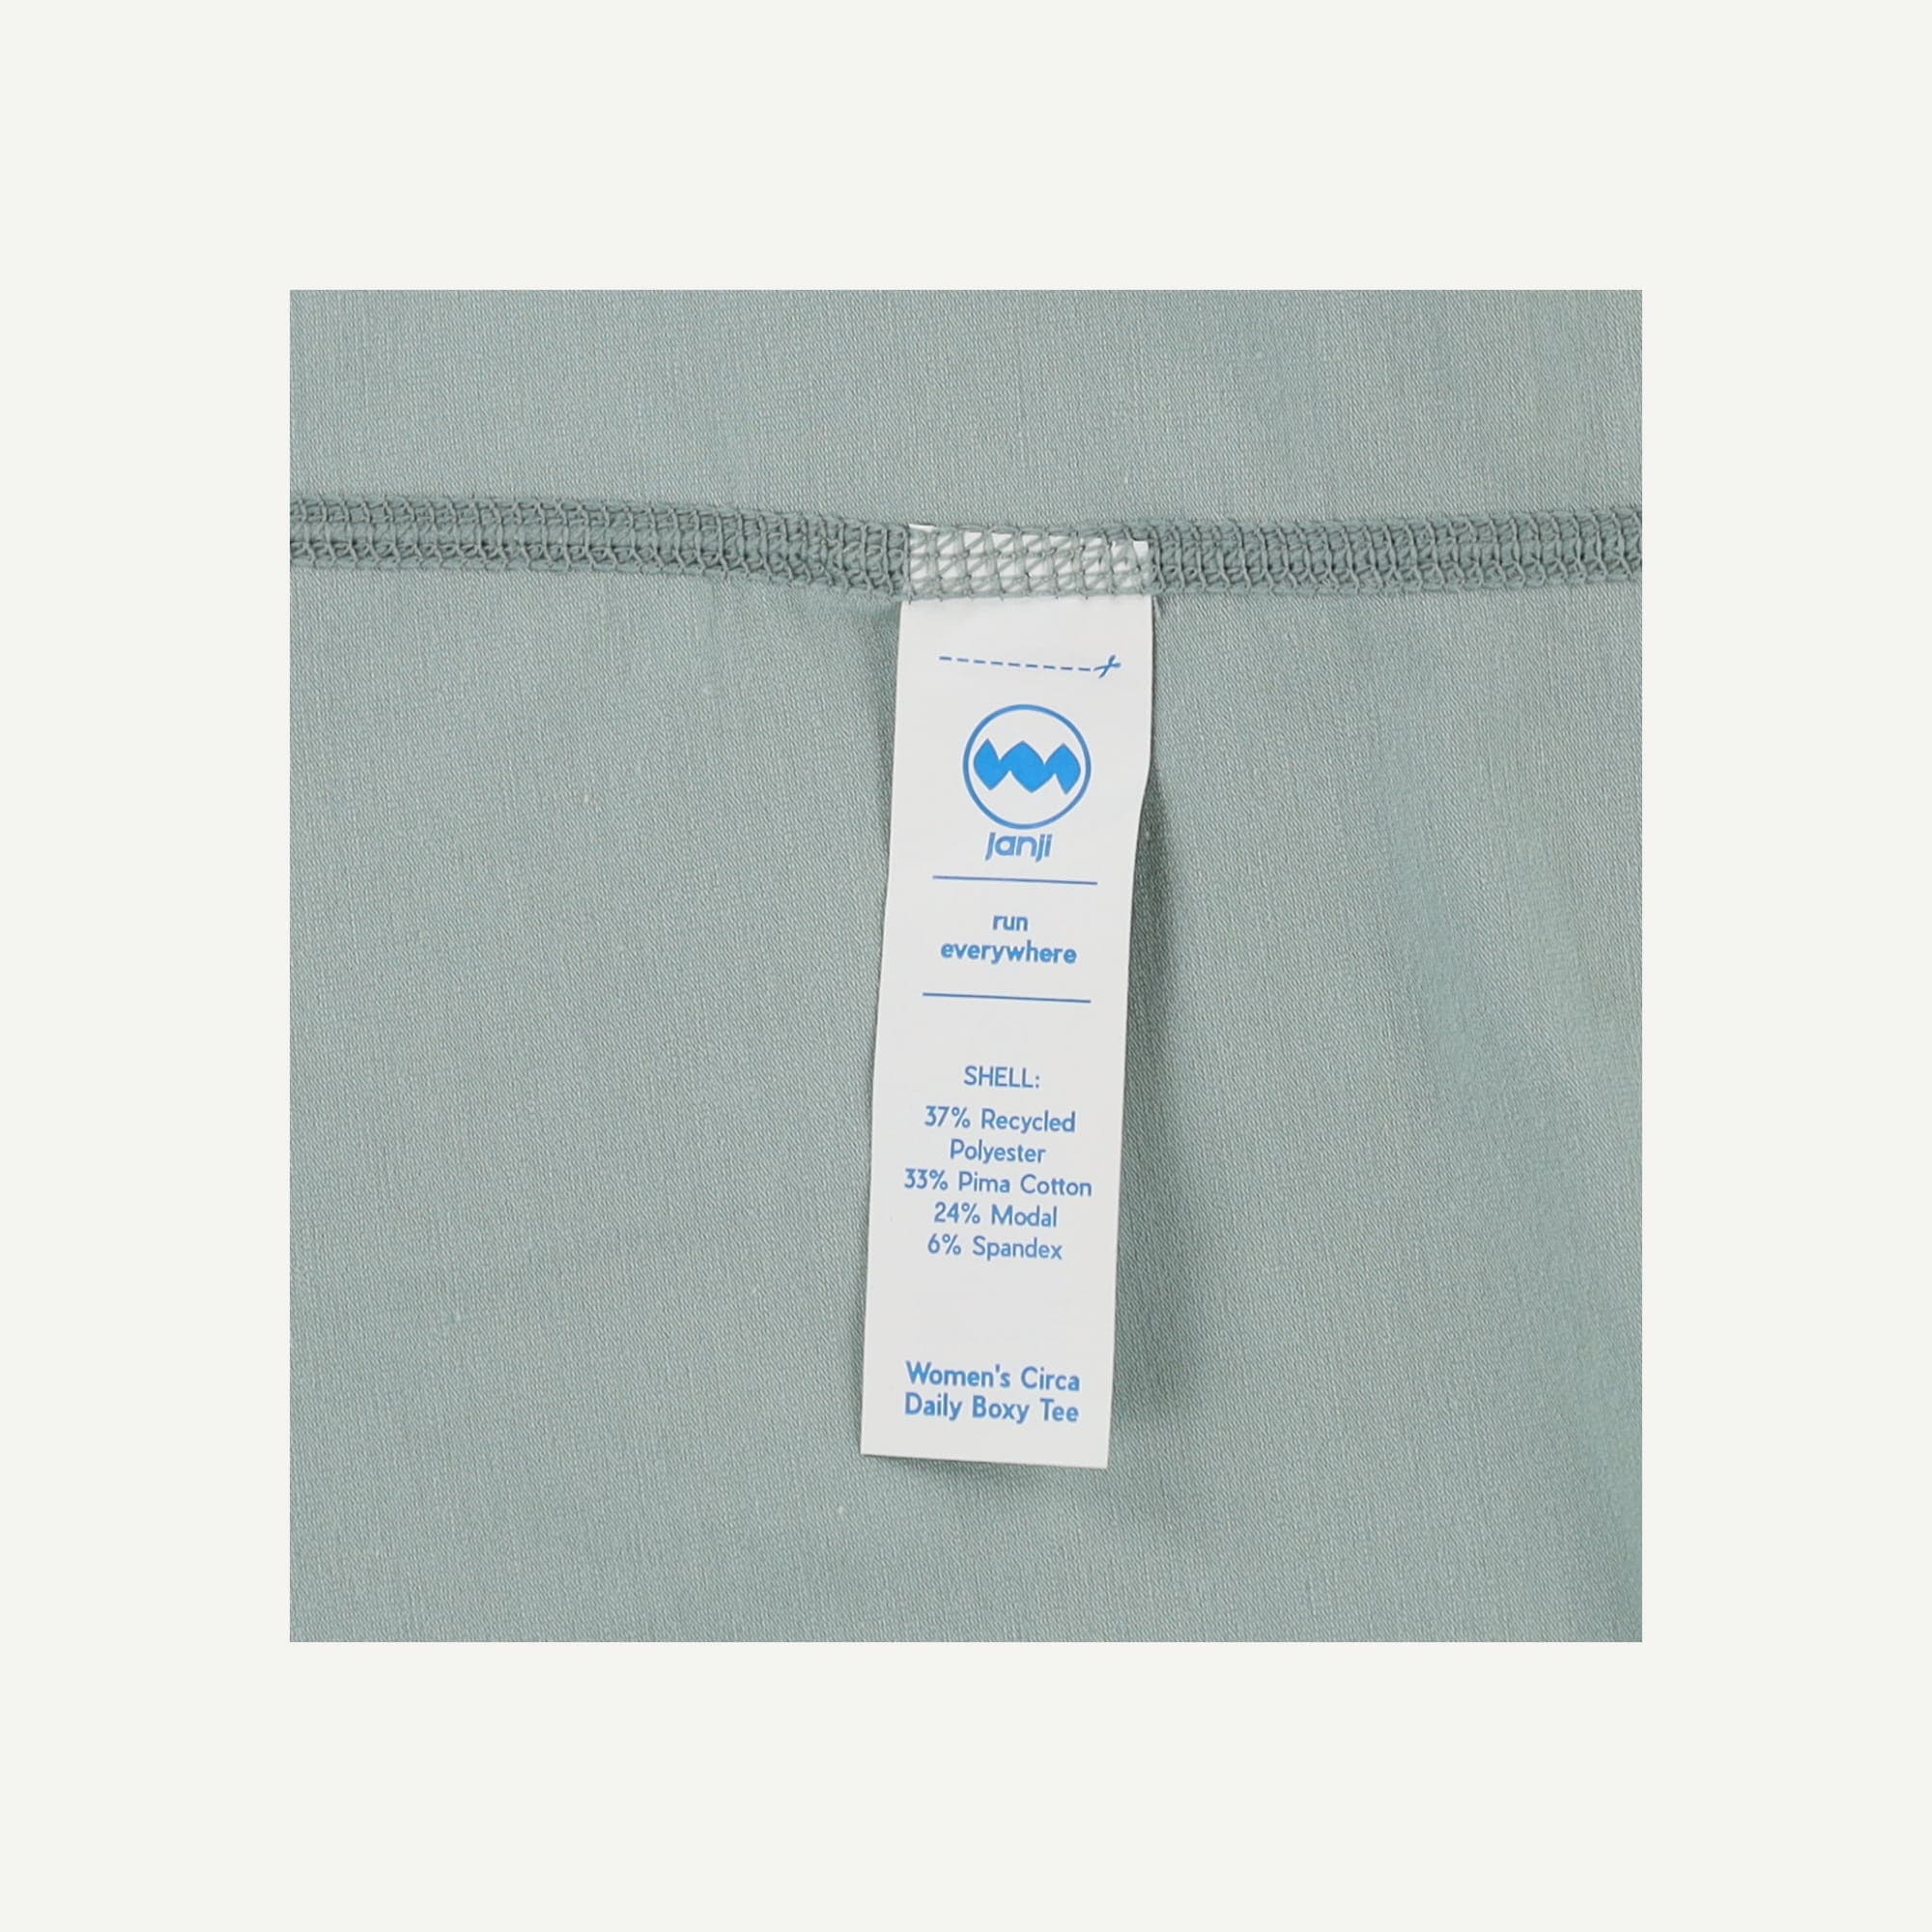 janji
run
everywhere
SHELL:
37% Recycled
Polyester
33% Pima Cotton
24% Modal
6% Spandex
Women's Circa
Daily Boxy Tee